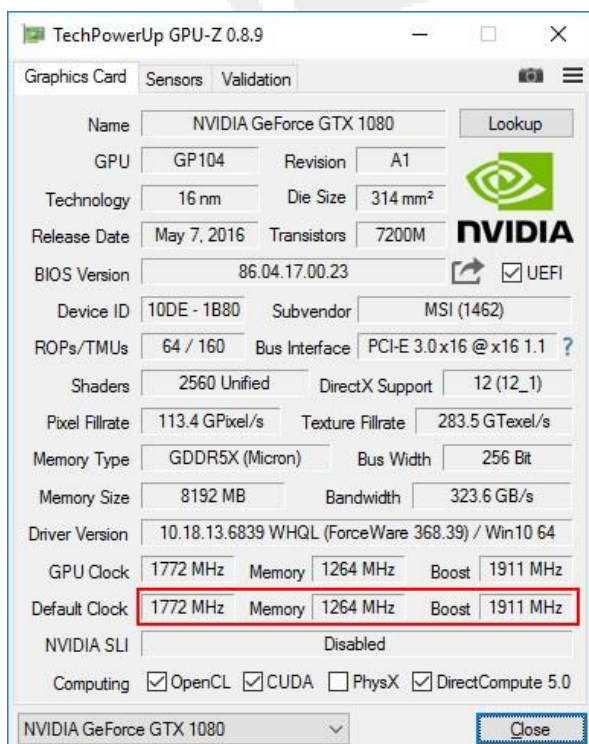 TechPowerUp GPU-Z 0.8.9
Graphics Card Sensors Validation
Name NVIDIA GeForce GTX 1080 Lookup
GPU GP104 Revision A1
Technology 16 nm Die Size 314 mm²
Release Date May 7, 2016 Transistors 7200M
NVIDIA
BIOS Version 86.04.17.00.23 UEFI
Device ID 10DE - 1B80 Subvendor MSI (1462)
ROPs/TMUs 64 / 160 Bus Interface PCI-E 3.0 x16 @ x16 1.1 ?
Shaders 2560 Unified DirectX Support 12 (12_1)
Pixel Fillrate 113.4 GPixel/s Texture Fillrate 283.5 GTexel/s
Memory Type GDDR5X (Micron) Bus Width 256 Bit
Memory Size 8192 MB Bandwidth 323.6 GB/s
Driver Version 10.18.13.6839 WHQL (ForceWare 368.39) / Win10 64
GPU Clock 1772 MHz Memory 1264 MHz Boost 1911 MHz
Default Clock 1772 MHz Memory 1264 MHz Boost 1911 MHz
NVIDIA SLI Disabled
Computing OpenCL CUDA PhysX DirectCompute 5.0
NVIDIA GeForce GTX 1080 Close